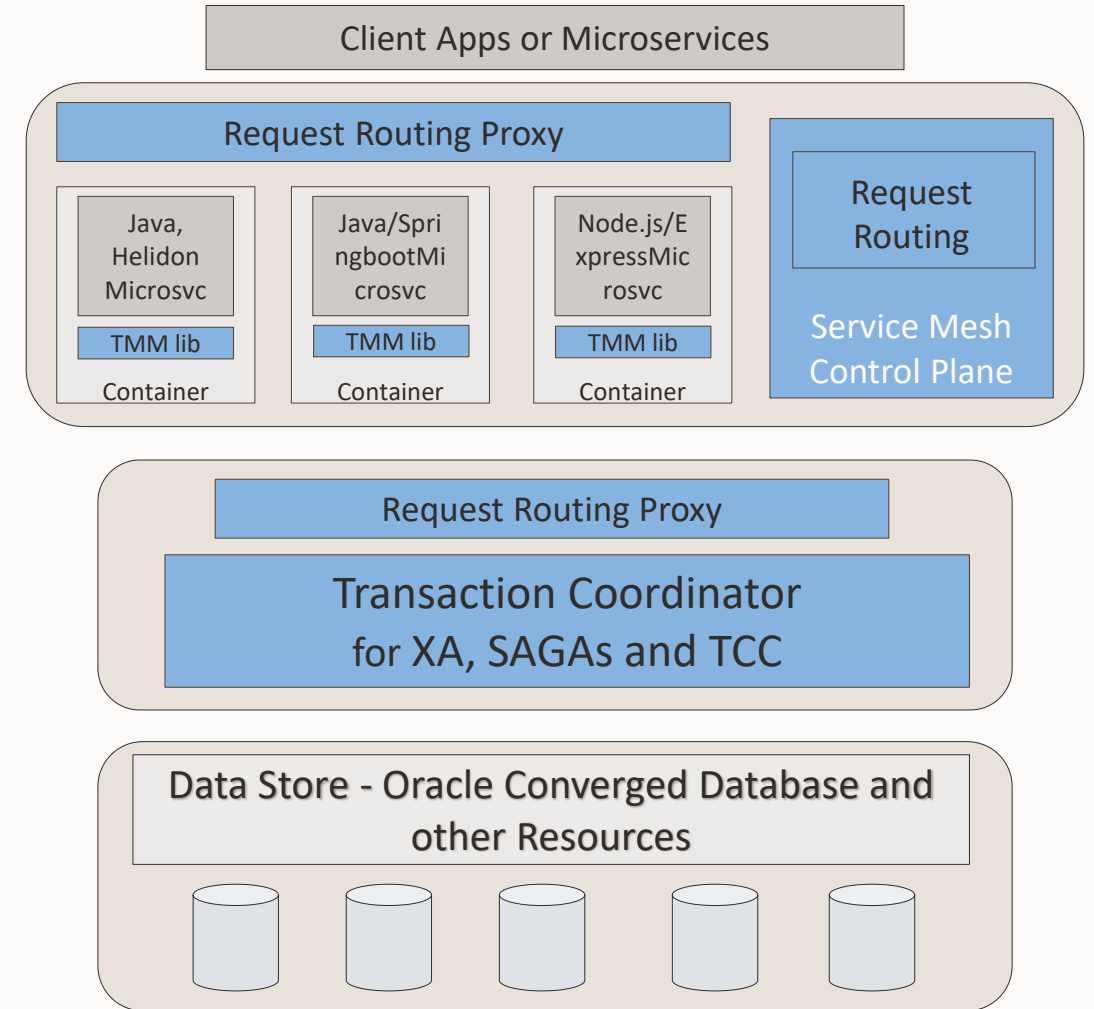 Client Apps or Microservices
Request Routing Proxy
Java,
Helidon
Microsvc
TMM lib
Container
Java/Spri
ngbootMi
crosvc
TMM lib
Container
Node.js/E
xpressMic
rosvc
TMM lib
Container
Request
Routing
Service Mesh
Control Plane
Request Routing Proxy
Transaction Coordinator
for XA, SAGAs and TCC
Data Store - Oracle Converged Database and
other Resources